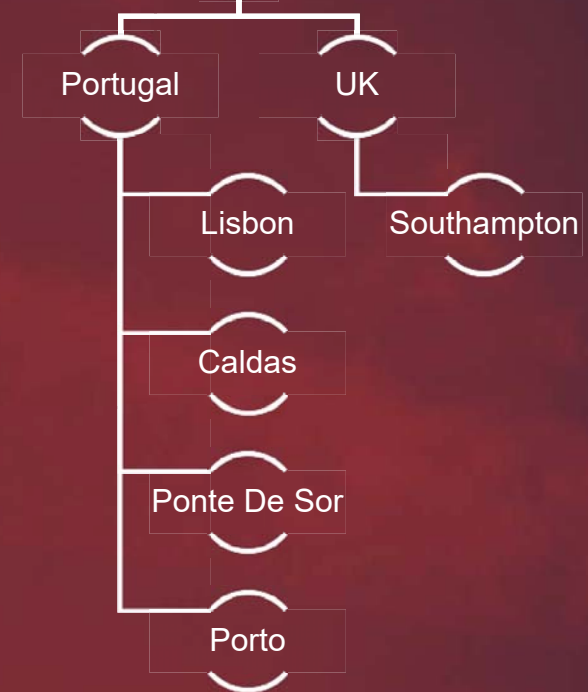 Portugal
UK
Lisbon
Southampton
Caldas
Ponte De Sor
Porto